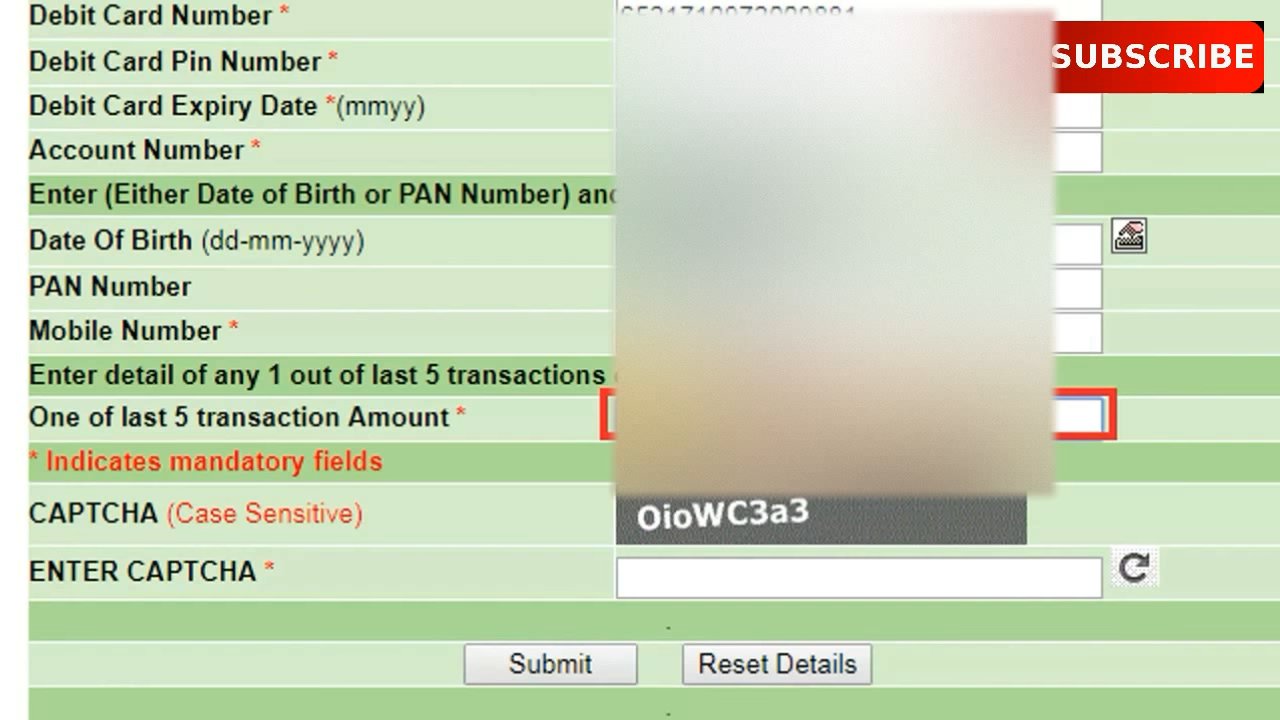 Debit Card Number *
SUBSCRIBE
Debit Card Pin Number *
Debit Card Expiry Date *(mmyy)
Account Number *
Enter (Either Date of Birth or PAN Number)
Date Of Birth (dd-mm-yyyy)
PAN Number
Mobile Number *
Enter detail of any 1 out of last 5 transactions
One of last 5 transaction Amount *
* Indicates mandatory fields
CAPTCHA (Case Sensitive)
OioWC3a3
ENTER CAPTCHA *
.
Submit
Reset Details
.